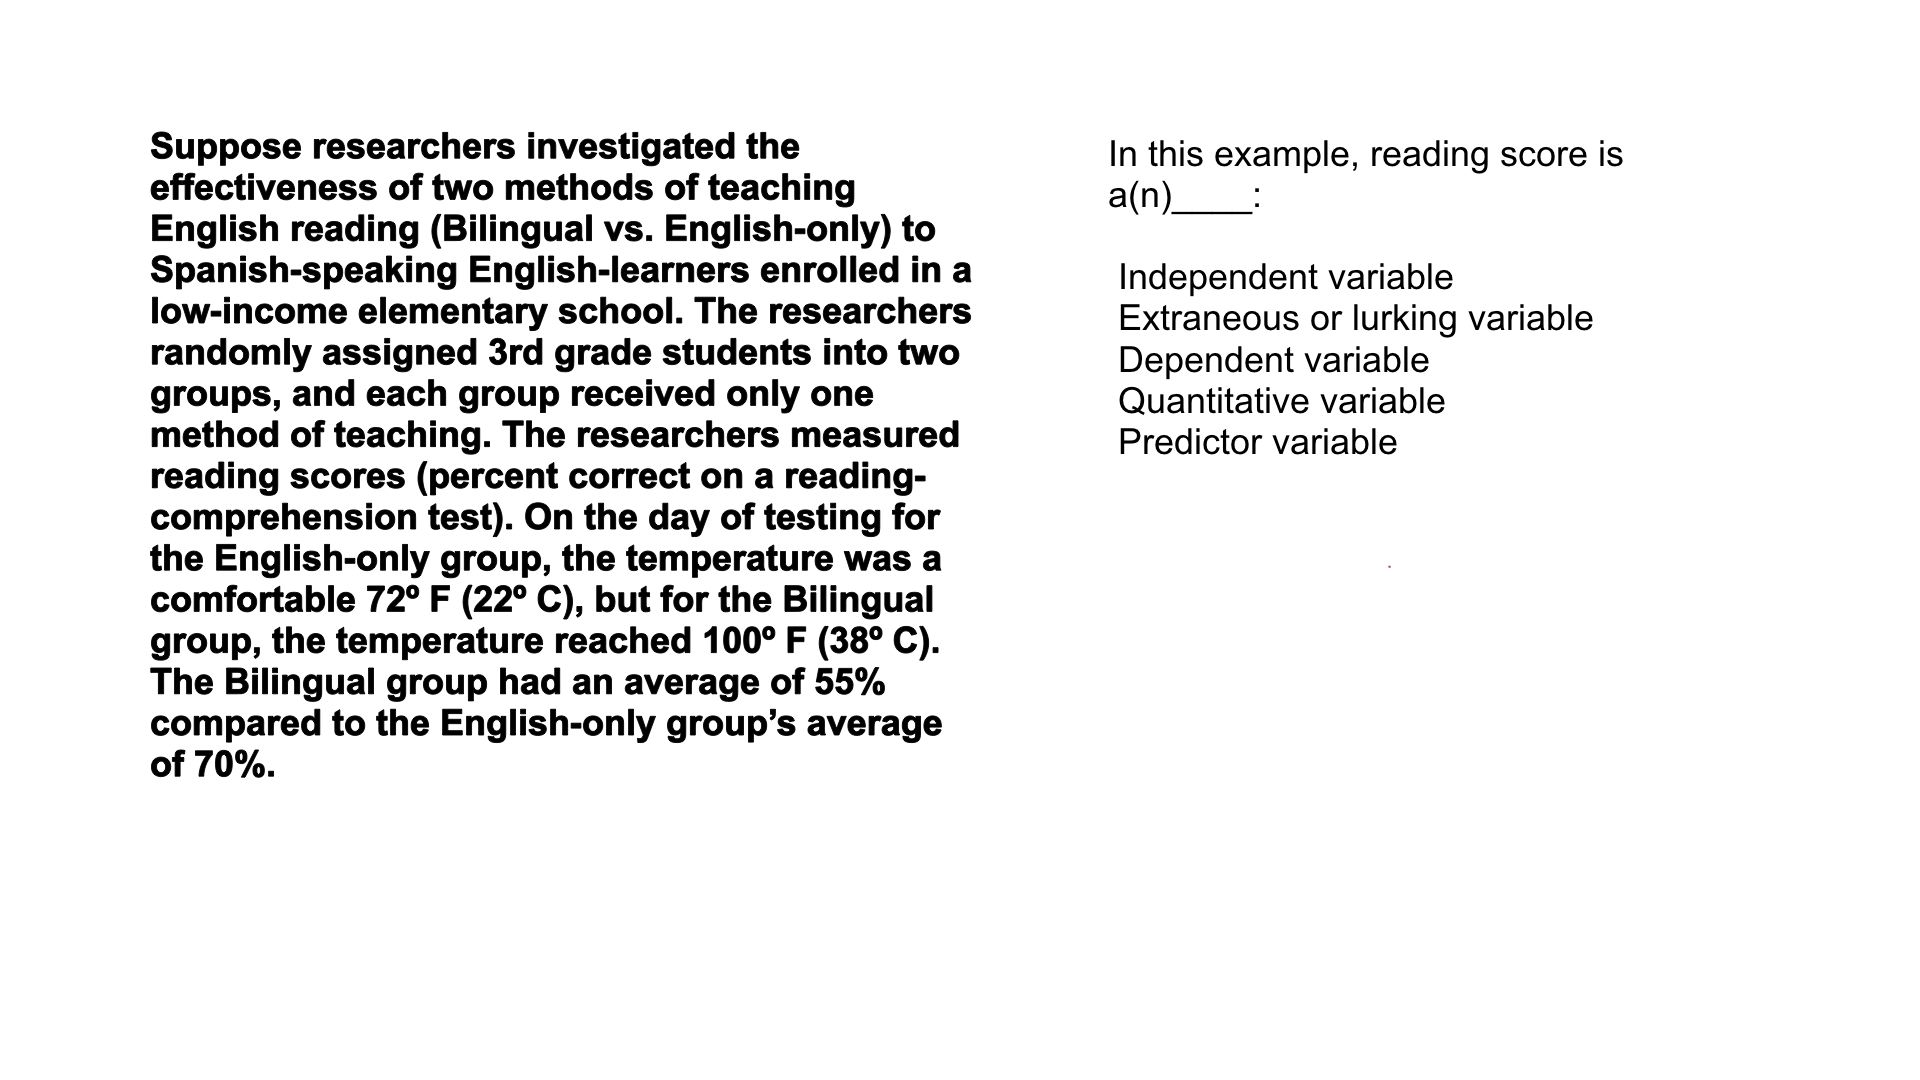 Suppose researchers investigated the
effectiveness of two methods of teaching
English reading (Bilingual vs. English-only) to
Spanish-speaking English-learners enrolled in a
low-income elementary school. The researchers
randomly assigned 3rd grade students into two
groups, and each group received only one
method of teaching. The researchers measured
reading scores (percent correct on a reading-
comprehension test). On the day of testing for
the English-only group, the temperature was a
comfortable 72º F (22º C), but for the Bilingual
group, the temperature reached 100º F (38º C).
The Bilingual group had an average of 55%
compared to the English-only group’s average
of 70%.
In this example, reading score is
a(n)____:
Independent variable
Extraneous or lurking variable
Dependent variable
Quantitative variable
Predictor variable